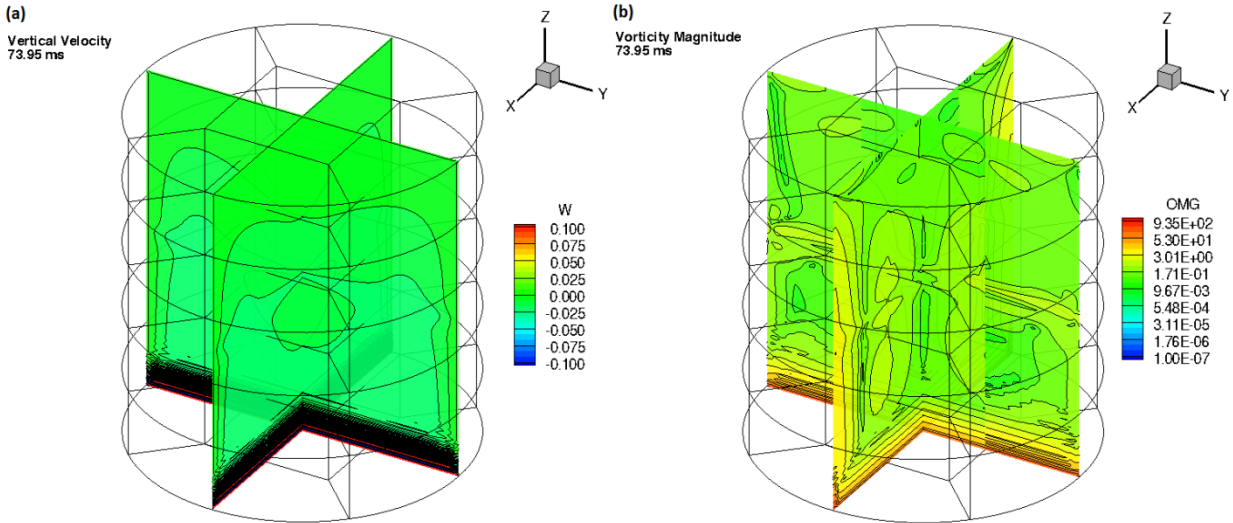 (a)
Vertical Velocity
73.95 ms
Z
X
Y
W
0.100
0.075
0.050
0.025
0.000
-0.025
-0.050
-0.075
-0.100
(b)
Vorticity Magnitude
73.95 ms
Z
X
Y
OMG
9.35E+02
5.30E+01
3.01E+00
1.71E-01
9.67E-03
5.48E-04
3.11E-05
1.76E-06
1.00E-07